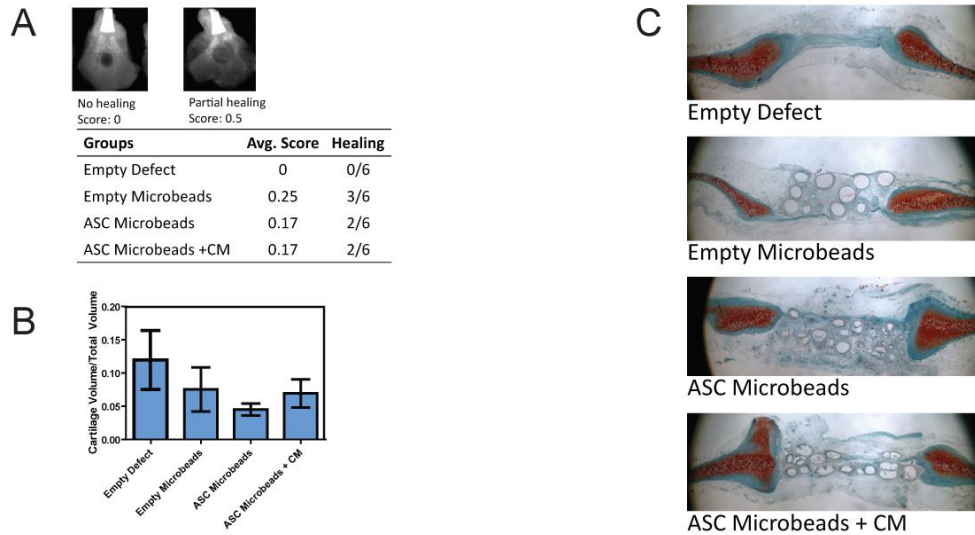 A
No healing
Score: 0
Partial healing
Score: 0.5
Groups Avg. Score Healing
Empty Defect 0 0/6
Empty Microbeads 0.25 3/6
ASC Microbeads 0.17 2/6
ASC Microbeads +CM 0.17 2/6
B
Cartilage Volume/Total Volume
0.20
0.15
0.10
0.05
0.00
Empty Defect
Empty Microbeads
ASC Microbeads
ASC Microbeads + CM
C
Empty Defect
Empty Microbeads
ASC Microbeads
ASC Microbeads + CM